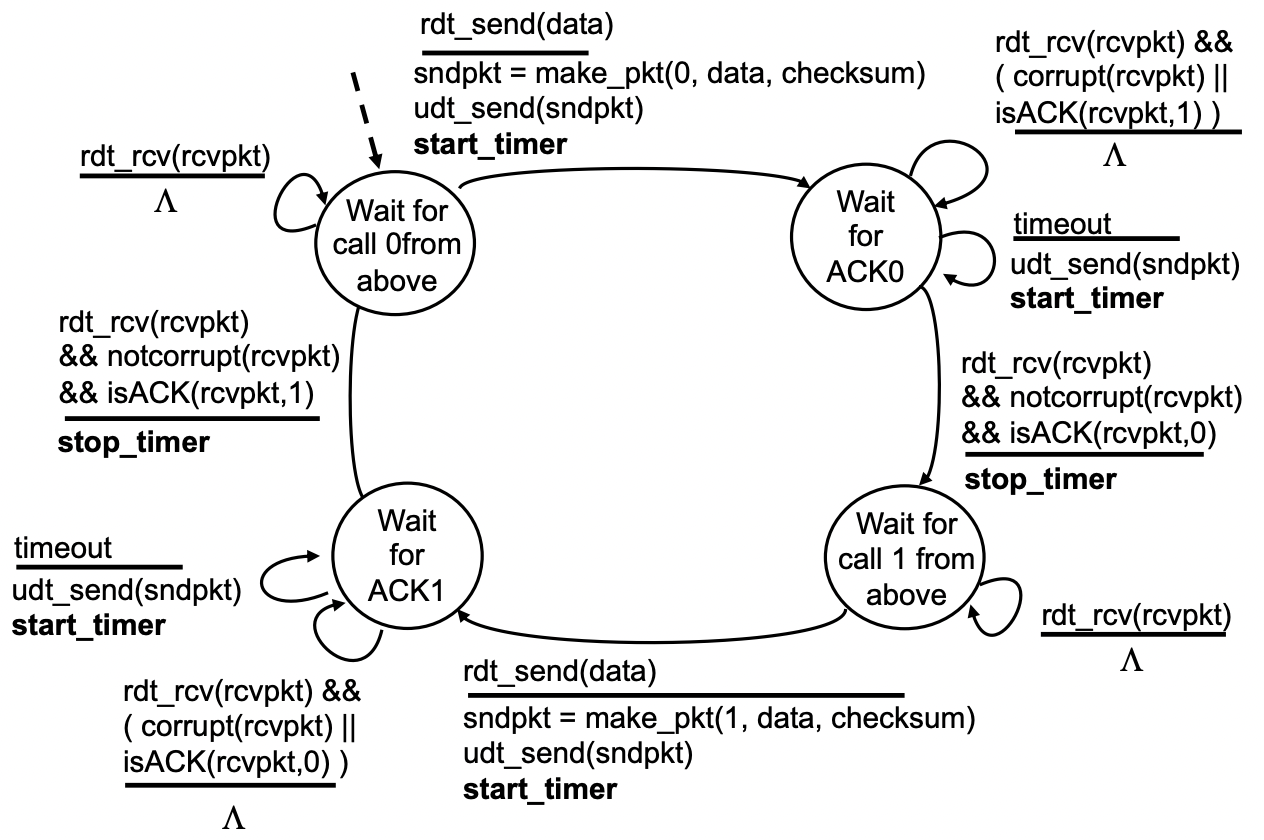 rdt_send(data)
sndpkt = make_pkt(0, data, checksum)
udt_send(sndpkt)
start_timer
rdt_rcv(rcvpkt) &&
( corrupt(rcvpkt) ||
isACK(rcvpkt,1) )
Λ
rdt_rcv(rcvpkt)
Λ
Wait for
call 0from
above
Wait
for
ACK0
timeout
udt_send(sndpkt)
start_timer
rdt_rcv(rcvpkt)
&& notcorrupt(rcvpkt)
&& isACK(rcvpkt,1)
stop_timer
rdt_rcv(rcvpkt)
&& notcorrupt(rcvpkt)
&& isACK(rcvpkt,0)
stop_timer
timeout
udt_send(sndpkt)
start_timer
Wait
for
ACK1
Wait for
call 1 from
above
rdt_rcv(rcvpkt)
Λ
rdt_rcv(rcvpkt) &&
( corrupt(rcvpkt) ||
isACK(rcvpkt,0) )
Λ
rdt_send(data)
sndpkt = make_pkt(1, data, checksum)
udt_send(sndpkt)
start_timer